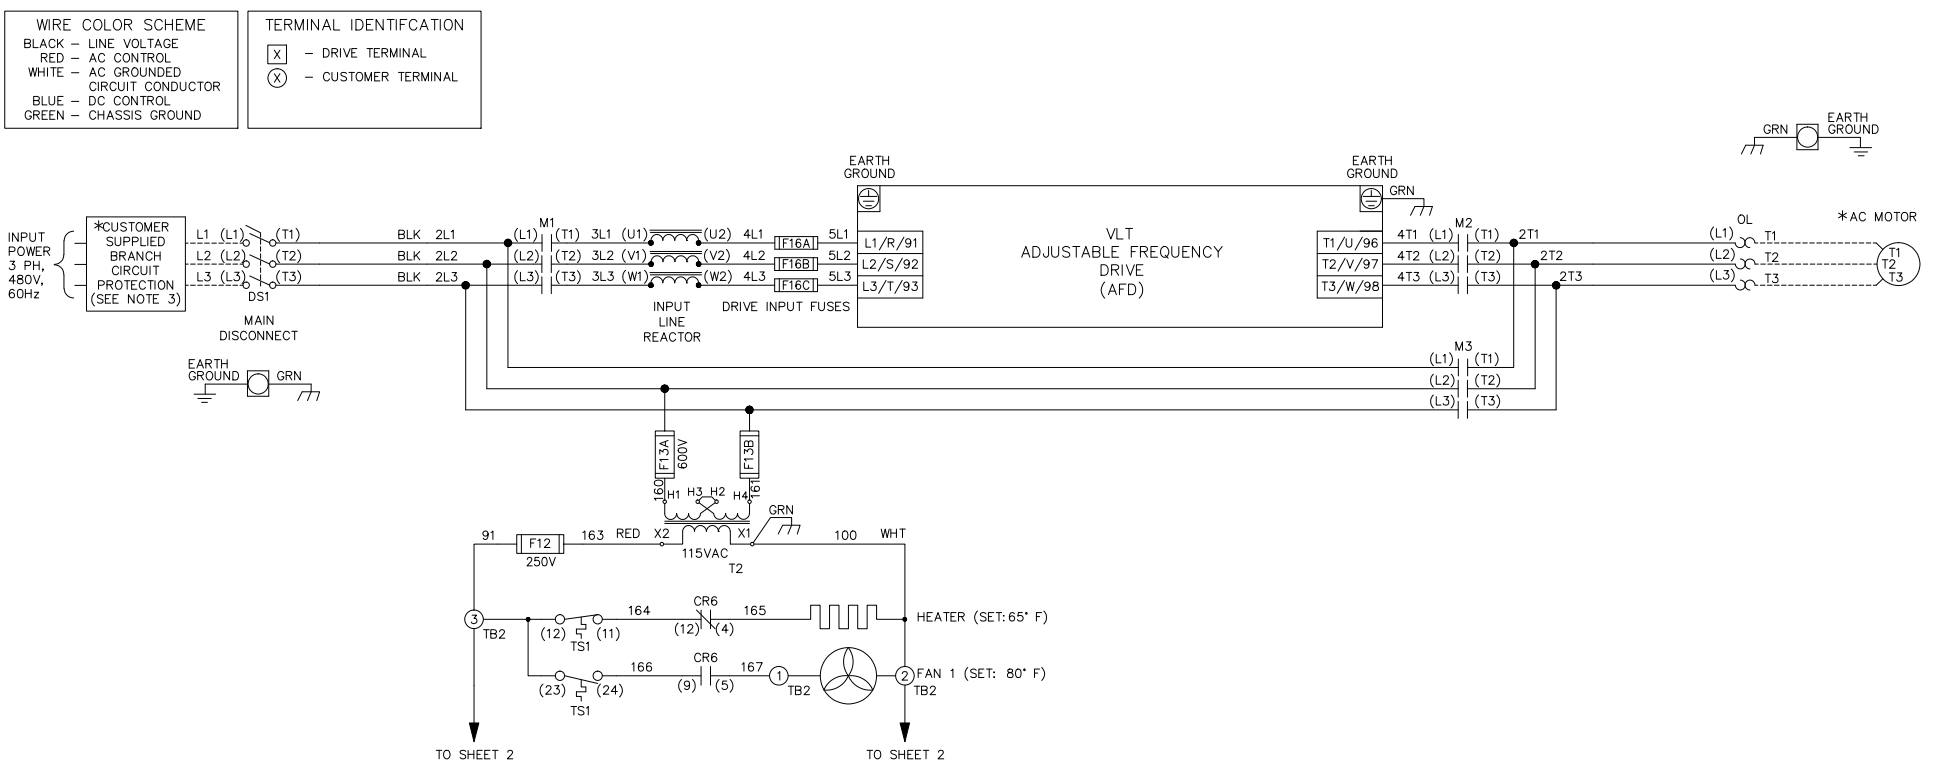 WIRE COLOR SCHEME
BLACK – LINE VOLTAGE
RED – AC CONTROL
WHITE – AC GROUNDED
CIRCUIT CONDUCTOR
BLUE – DC CONTROL
GREEN – CHASSIS GROUND
TERMINAL IDENTIFCATION
X – DRIVE TERMINAL
X – CUSTOMER TERMINAL
GRN
EARTH
GROUND
EARTH
GROUND
EARTH
GROUND
GRN
INPUT
POWER
3 PH,
480V,
60Hz
*CUSTOMER
SUPPLIED
BRANCH
CIRCUIT
PROTECTION
(SEE NOTE 3)
L1 (L1) (T1) BLK 2L1 (L1) M1 (T1) 3L1 (U1) (U2) 4L1 F16A 5L1 L1/R/91
L2 (L2) (T2) BLK 2L2 (L2) (T2) 3L2 (V1) (V2) 4L2 F16B 5L2 L2/S/92
L3 (L3) (T3) BLK 2L3 (L3) (T3) 3L3 (W1) (W2) 4L3 F16C 5L3 L3/T/93
DS1
MAIN
DISCONNECT
INPUT
LINE
REACTOR
DRIVE INPUT FUSES
VLT
ADJUSTABLE FREQUENCY
DRIVE
(AFD)
T1/U/96 4T1 (L1) M2 (T1) 2T1 (L1) OL T1
T2/V/97 4T2 (L2) (T2) 2T2 (L2) T2
T3/W/98 4T3 (L3) (T3) 2T3 (L3) T3
*AC MOTOR
T1
T2
T3
EARTH
GROUND
GRN
M3
(L1) (T1)
(L2) (T2)
(L3) (T3)
F13A
600V
F13B
160
161
H1 H3 H2 H4
GRN
91 F12 163 RED X2 X1 100 WHT
250V
115VAC
T2
3
TB2
(12) (11)
TS1
164
CR6
(12) (4)
165
HEATER (SET:65° F)
(23) (24)
TS1
166
CR6
(9) (5)
167
1
TB2
2
TB2
FAN 1 (SET: 80° F)
TO SHEET 2
TO SHEET 2